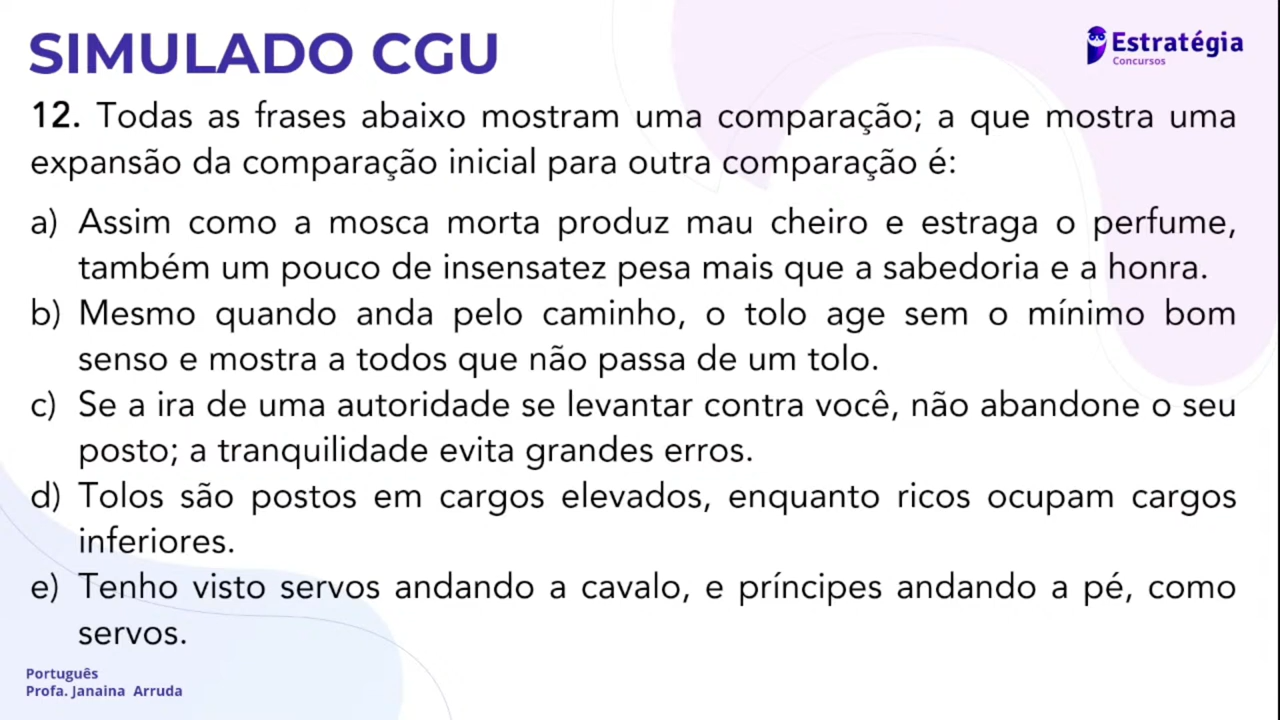 SIMULADO CGU
Estratégia
Concursos
12. Todas as frases abaixo mostram uma comparação; a que mostra uma
expansão da comparação inicial para outra comparação é:
a) Assim como a mosca morta produz mau cheiro e estraga o perfume,
também um pouco de insensatez pesa mais que a sabedoria e a honra.
b) Mesmo quando anda pelo caminho, o tolo age sem o mínimo bom
senso e mostra a todos que não passa de um tolo.
c) Se a ira de uma autoridade se levantar contra você, não abandone o seu
posto; a tranquilidade evita grandes erros.
d) Tolos são postos em cargos elevados, enquanto ricos ocupam cargos
inferiores.
e) Tenho visto servos andando a cavalo, e príncipes andando a pé, como
servos.
Português
Profa. Janaina Arruda